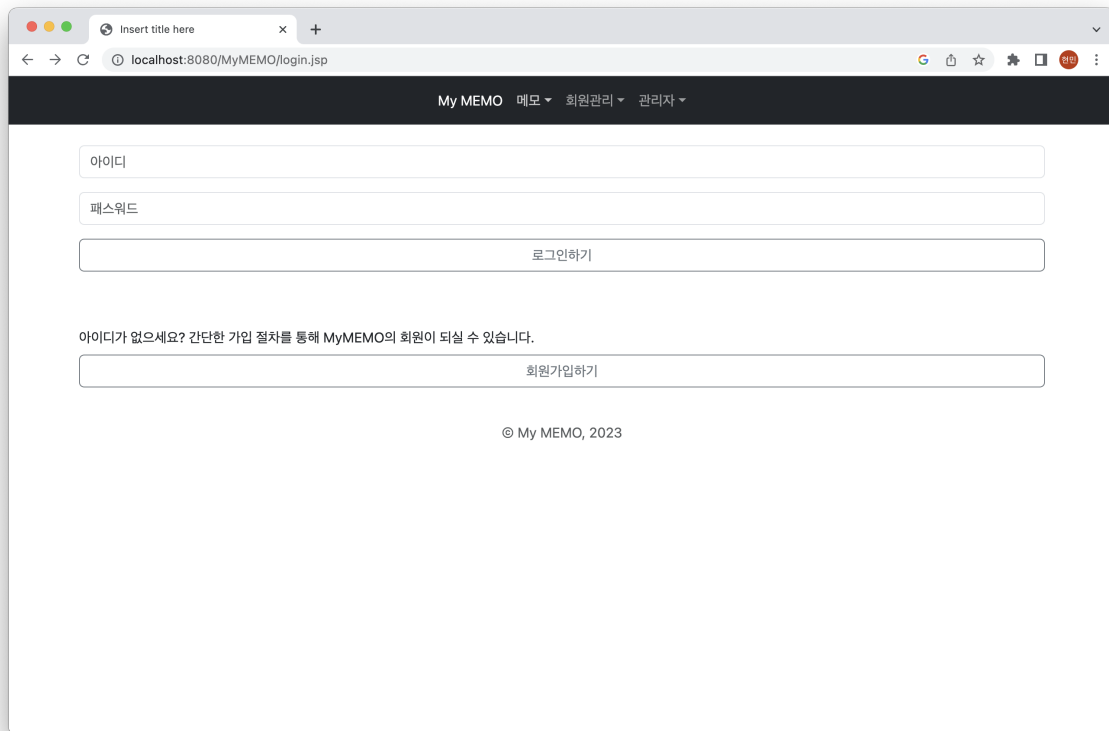 Insert title here
localhost:8080/MyMEMO/login.jsp
현민
My MEMO 메모 회원관리 관리자
아이디
패스워드
로그인하기
아이디가 없으세요? 간단한 가입 절차를 통해 MyMEMO의 회원이 되실 수 있습니다.
회원가입하기
© My MEMO, 2023